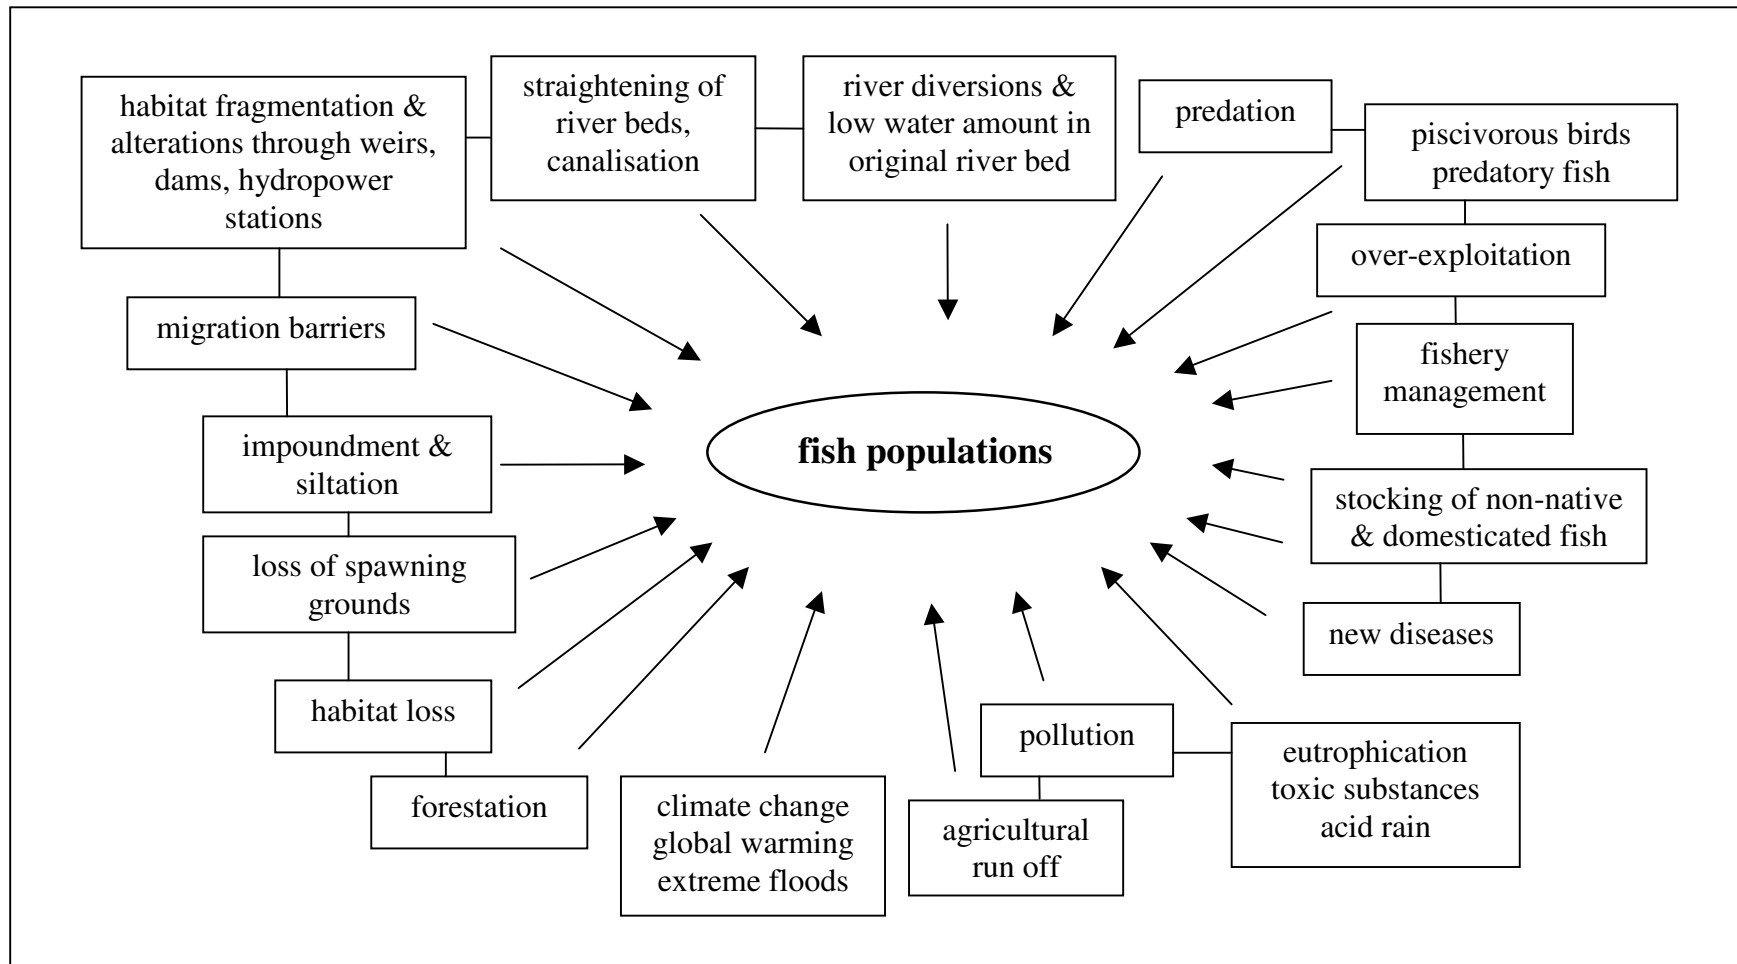 habitat fragmentation &
alterations through weirs,
dams, hydropower
stations
straightening of
river beds,
canalisation
river diversions &
low water amount in
original river bed
predation
piscivorous birds
predatory fish
over-exploitation
migration barriers
fishery
management
fish populations
impoundment &
siltation
stocking of non-native
& domesticated fish
loss of spawning
grounds
new diseases
habitat loss
pollution
eutrophication
toxic substances
acid rain
forestation
climate change
global warming
extreme floods
agricultural
run off